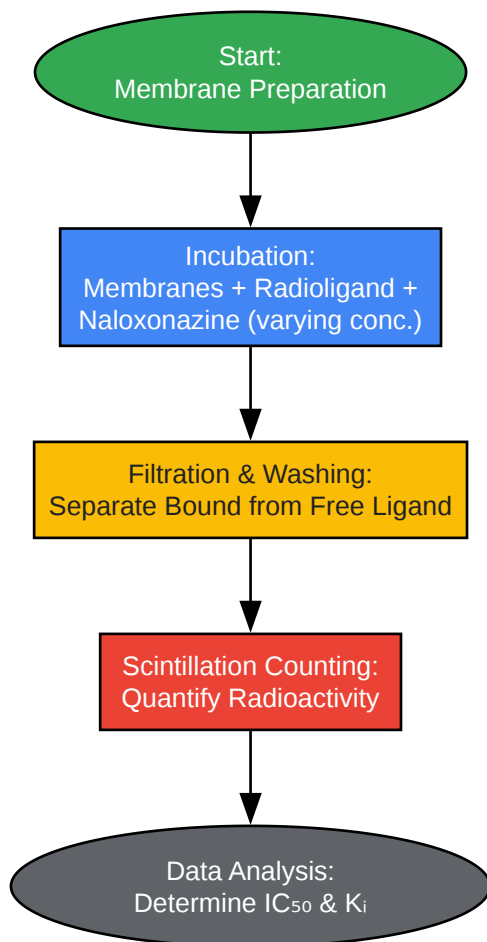 Start:
Membrane Preparation
Incubation:
Membranes + Radioligand +
Naloxonazine (varying conc.)
Filtration & Washing:
Separate Bound from Free Ligand
Scintillation Counting:
Quantify Radioactivity
Data Analysis:
Determine IC₅₀ & Kᵢ